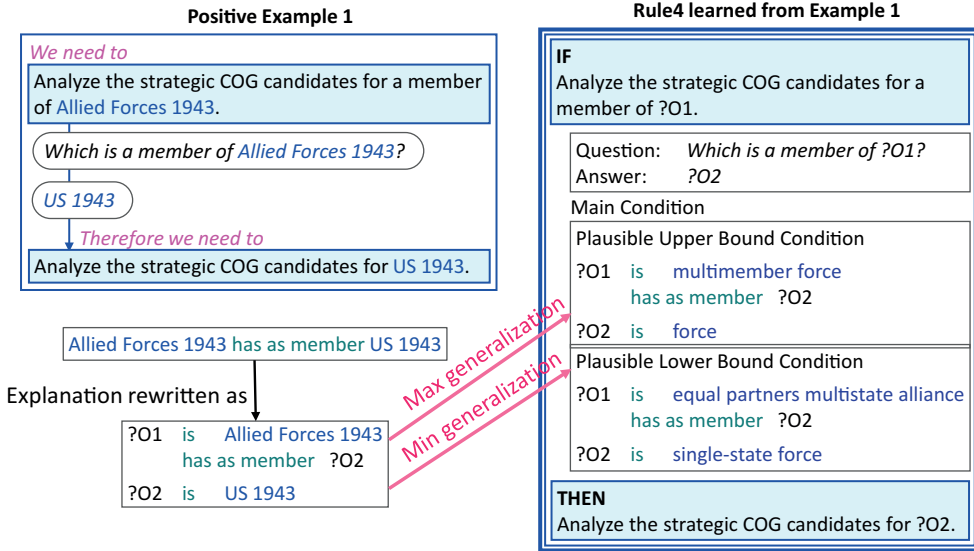 Positive Example 1
We need to
Analyze the strategic COG candidates for a member
of Allied Forces 1943.
Which is a member of Allied Forces 1943?
US 1943
Therefore we need to
Analyze the strategic COG candidates for US 1943.
Allied Forces 1943 has as member US 1943
Explanation rewritten as
?O1 is Allied Forces 1943
has as member ?O2
?O2 is US 1943
Max generalization
Min generalization
Rule4 learned from Example 1
IF
Analyze the strategic COG candidates for a
member of ?O1.
Question: Which is a member of ?O1?
Answer: ?O2
Main Condition
Plausible Upper Bound Condition
?O1 is multimember force
has as member ?O2
?O2 is force
Plausible Lower Bound Condition
?O1 is equal partners multistate alliance
has as member ?O2
?O2 is single-state force
THEN
Analyze the strategic COG candidates for ?O2.